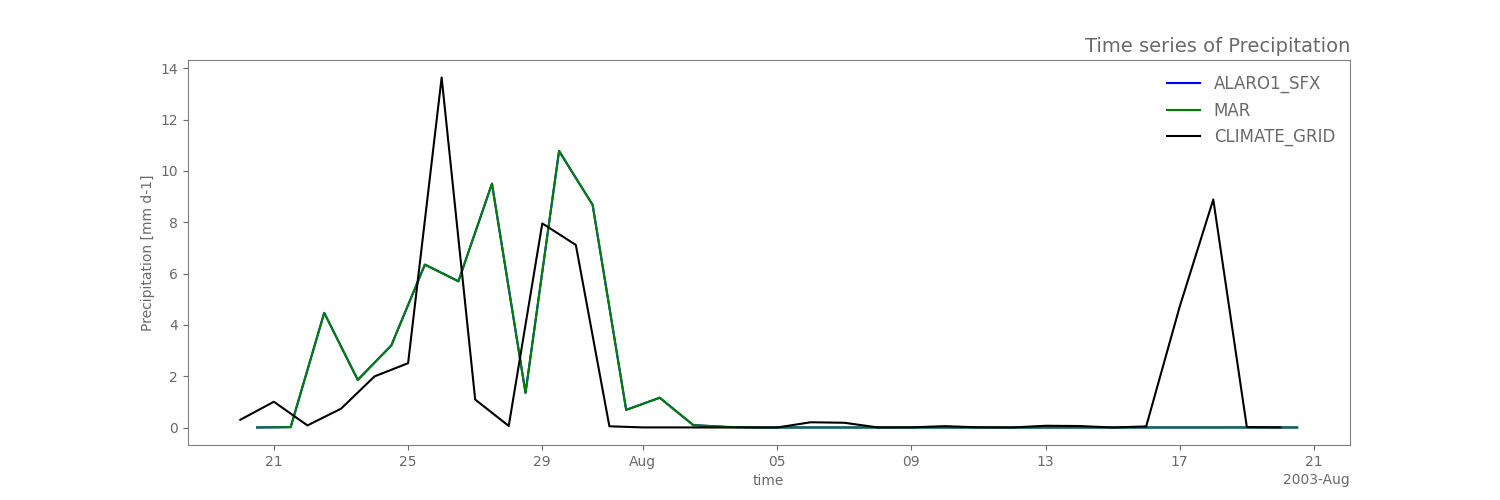 Time series of Precipitation
ALARO1_SFX
MAR
CLIMATE_GRID
Precipitation [mm d-1]
14
12
10
8
6
4
2
0
21 25 29 Aug 05 09 13 17 21
time
2003-Aug